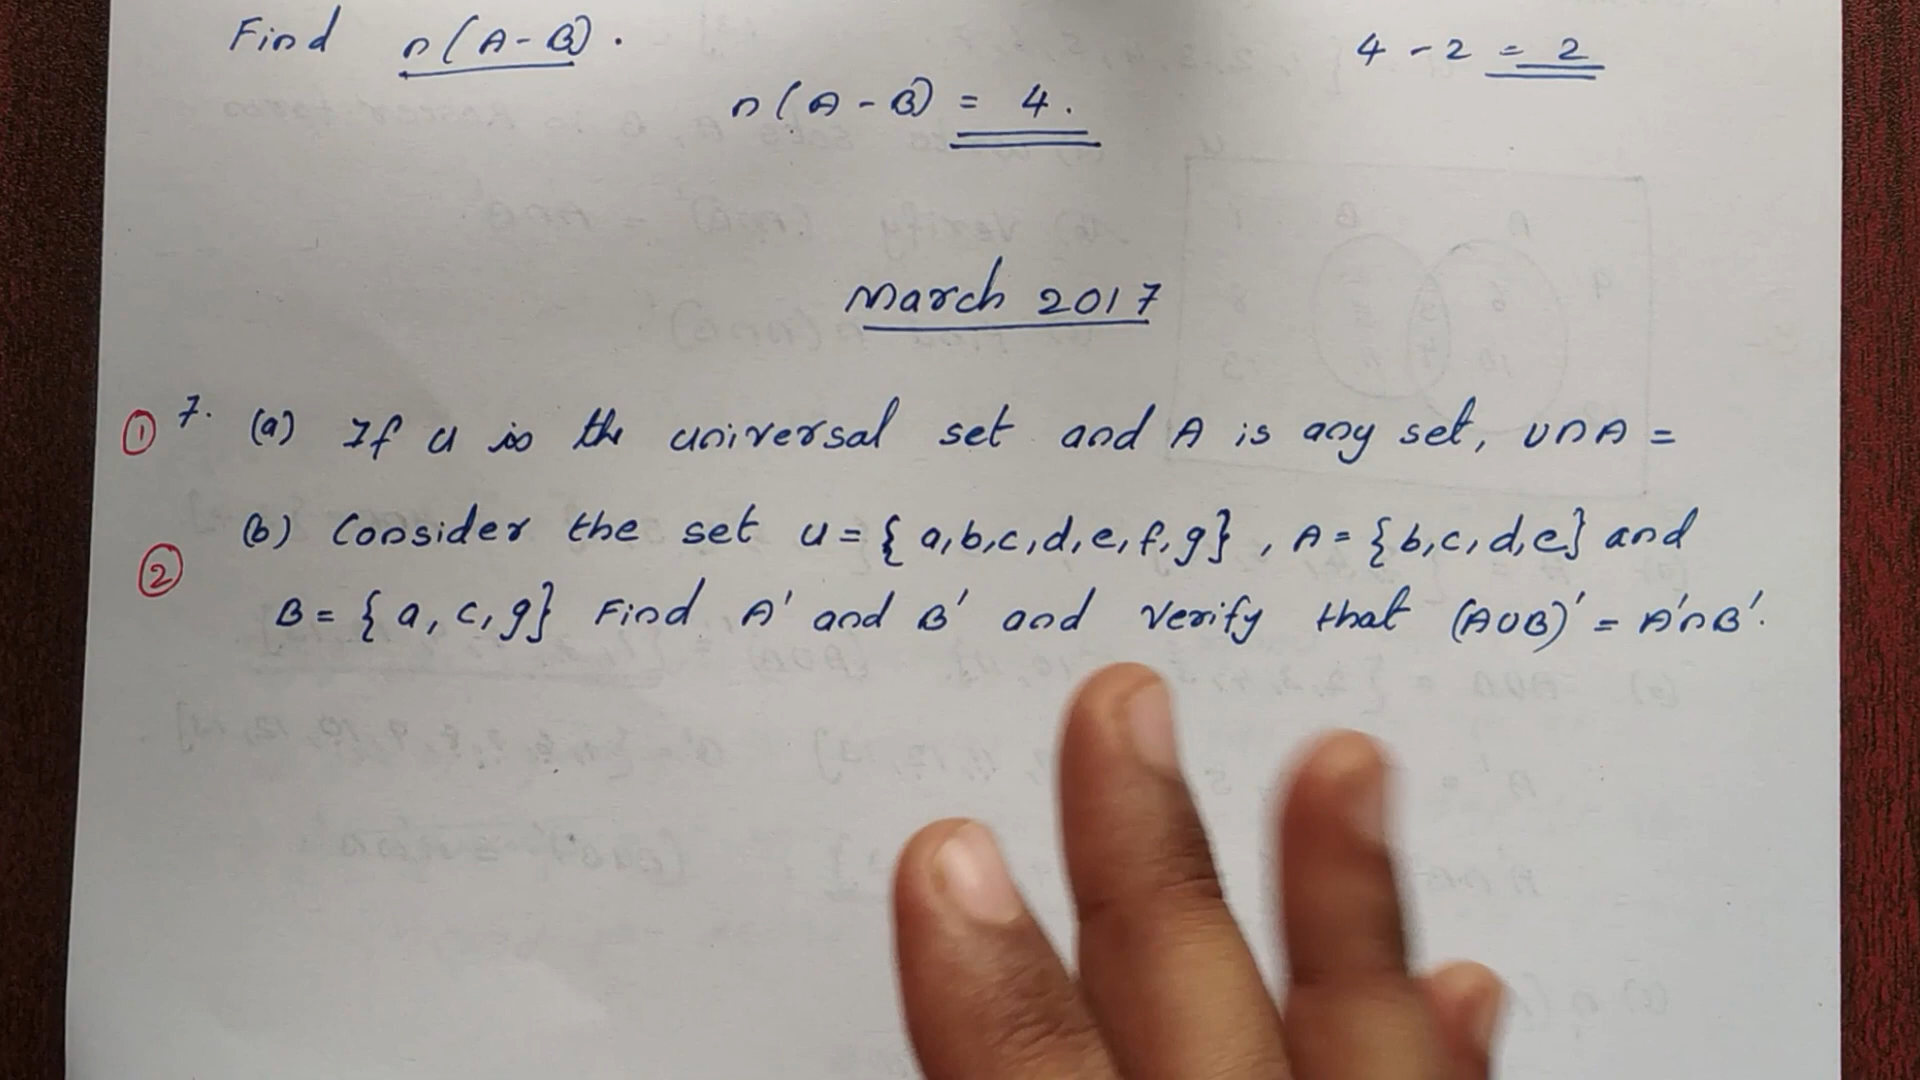 Find n(A-B).
4 - 2 = 2
n(A-B) = 4.
March 2017
① 7. (a) If U is the universal set and A is any set, U∩A =
(b) Consider the set U = {a,b,c,d,e,f,g}, A = {b,c,d,e} and
② B = {a,c,g} Find A' and B' and verify that (A∪B)' = A'∩B'.